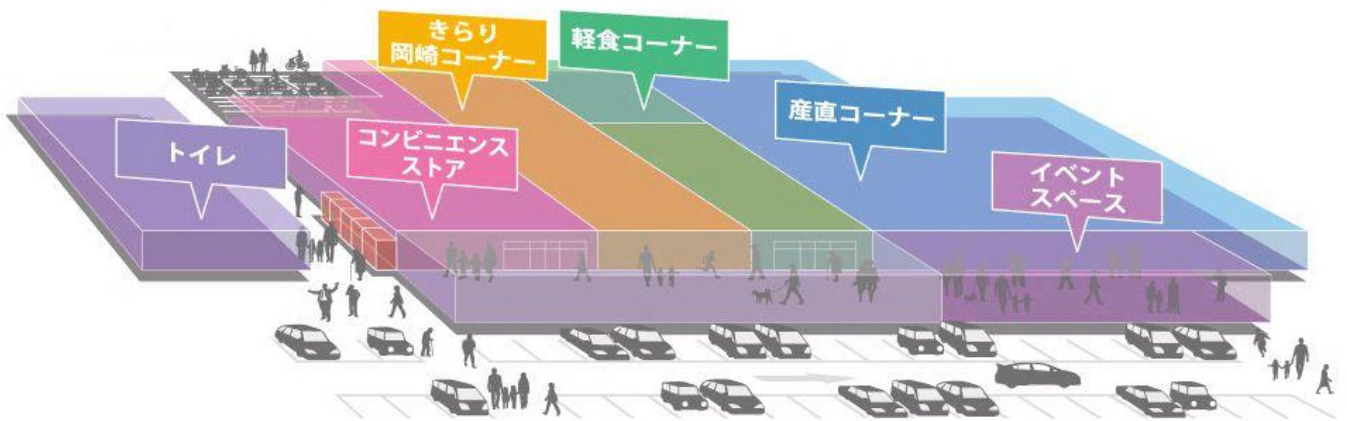 きらり
岡崎コーナー
軽食コーナー
産直コーナー
トイレ
コンビニエンス
ストア
イベント
スペース